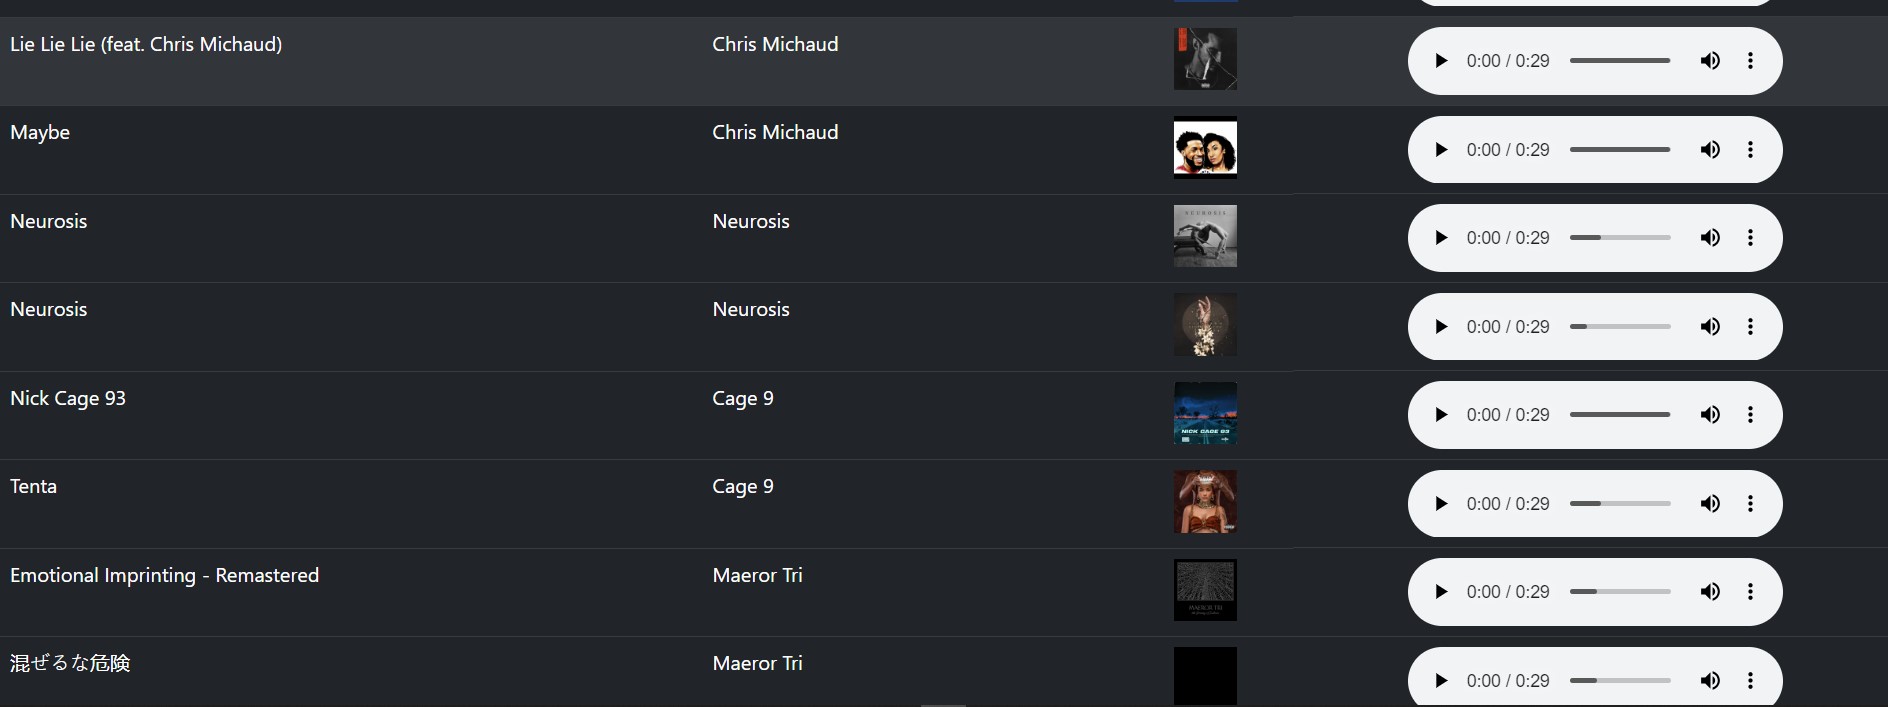 Lie Lie Lie (feat. Chris Michaud) Chris Michaud 0:00 / 0:29
Maybe Chris Michaud 0:00 / 0:29
Neurosis Neurosis NEUROSIS 0:00 / 0:29
Neurosis Neurosis 0:00 / 0:29
Nick Cage 93 Cage 9 NICK CAGE 93 0:00 / 0:29
Tenta Cage 9 0:00 / 0:29
Emotional Imprinting - Remastered Maeror Tri MAEROR TRI 0:00 / 0:29
混ぜるな危険 Maeror Tri 0:00 / 0:29